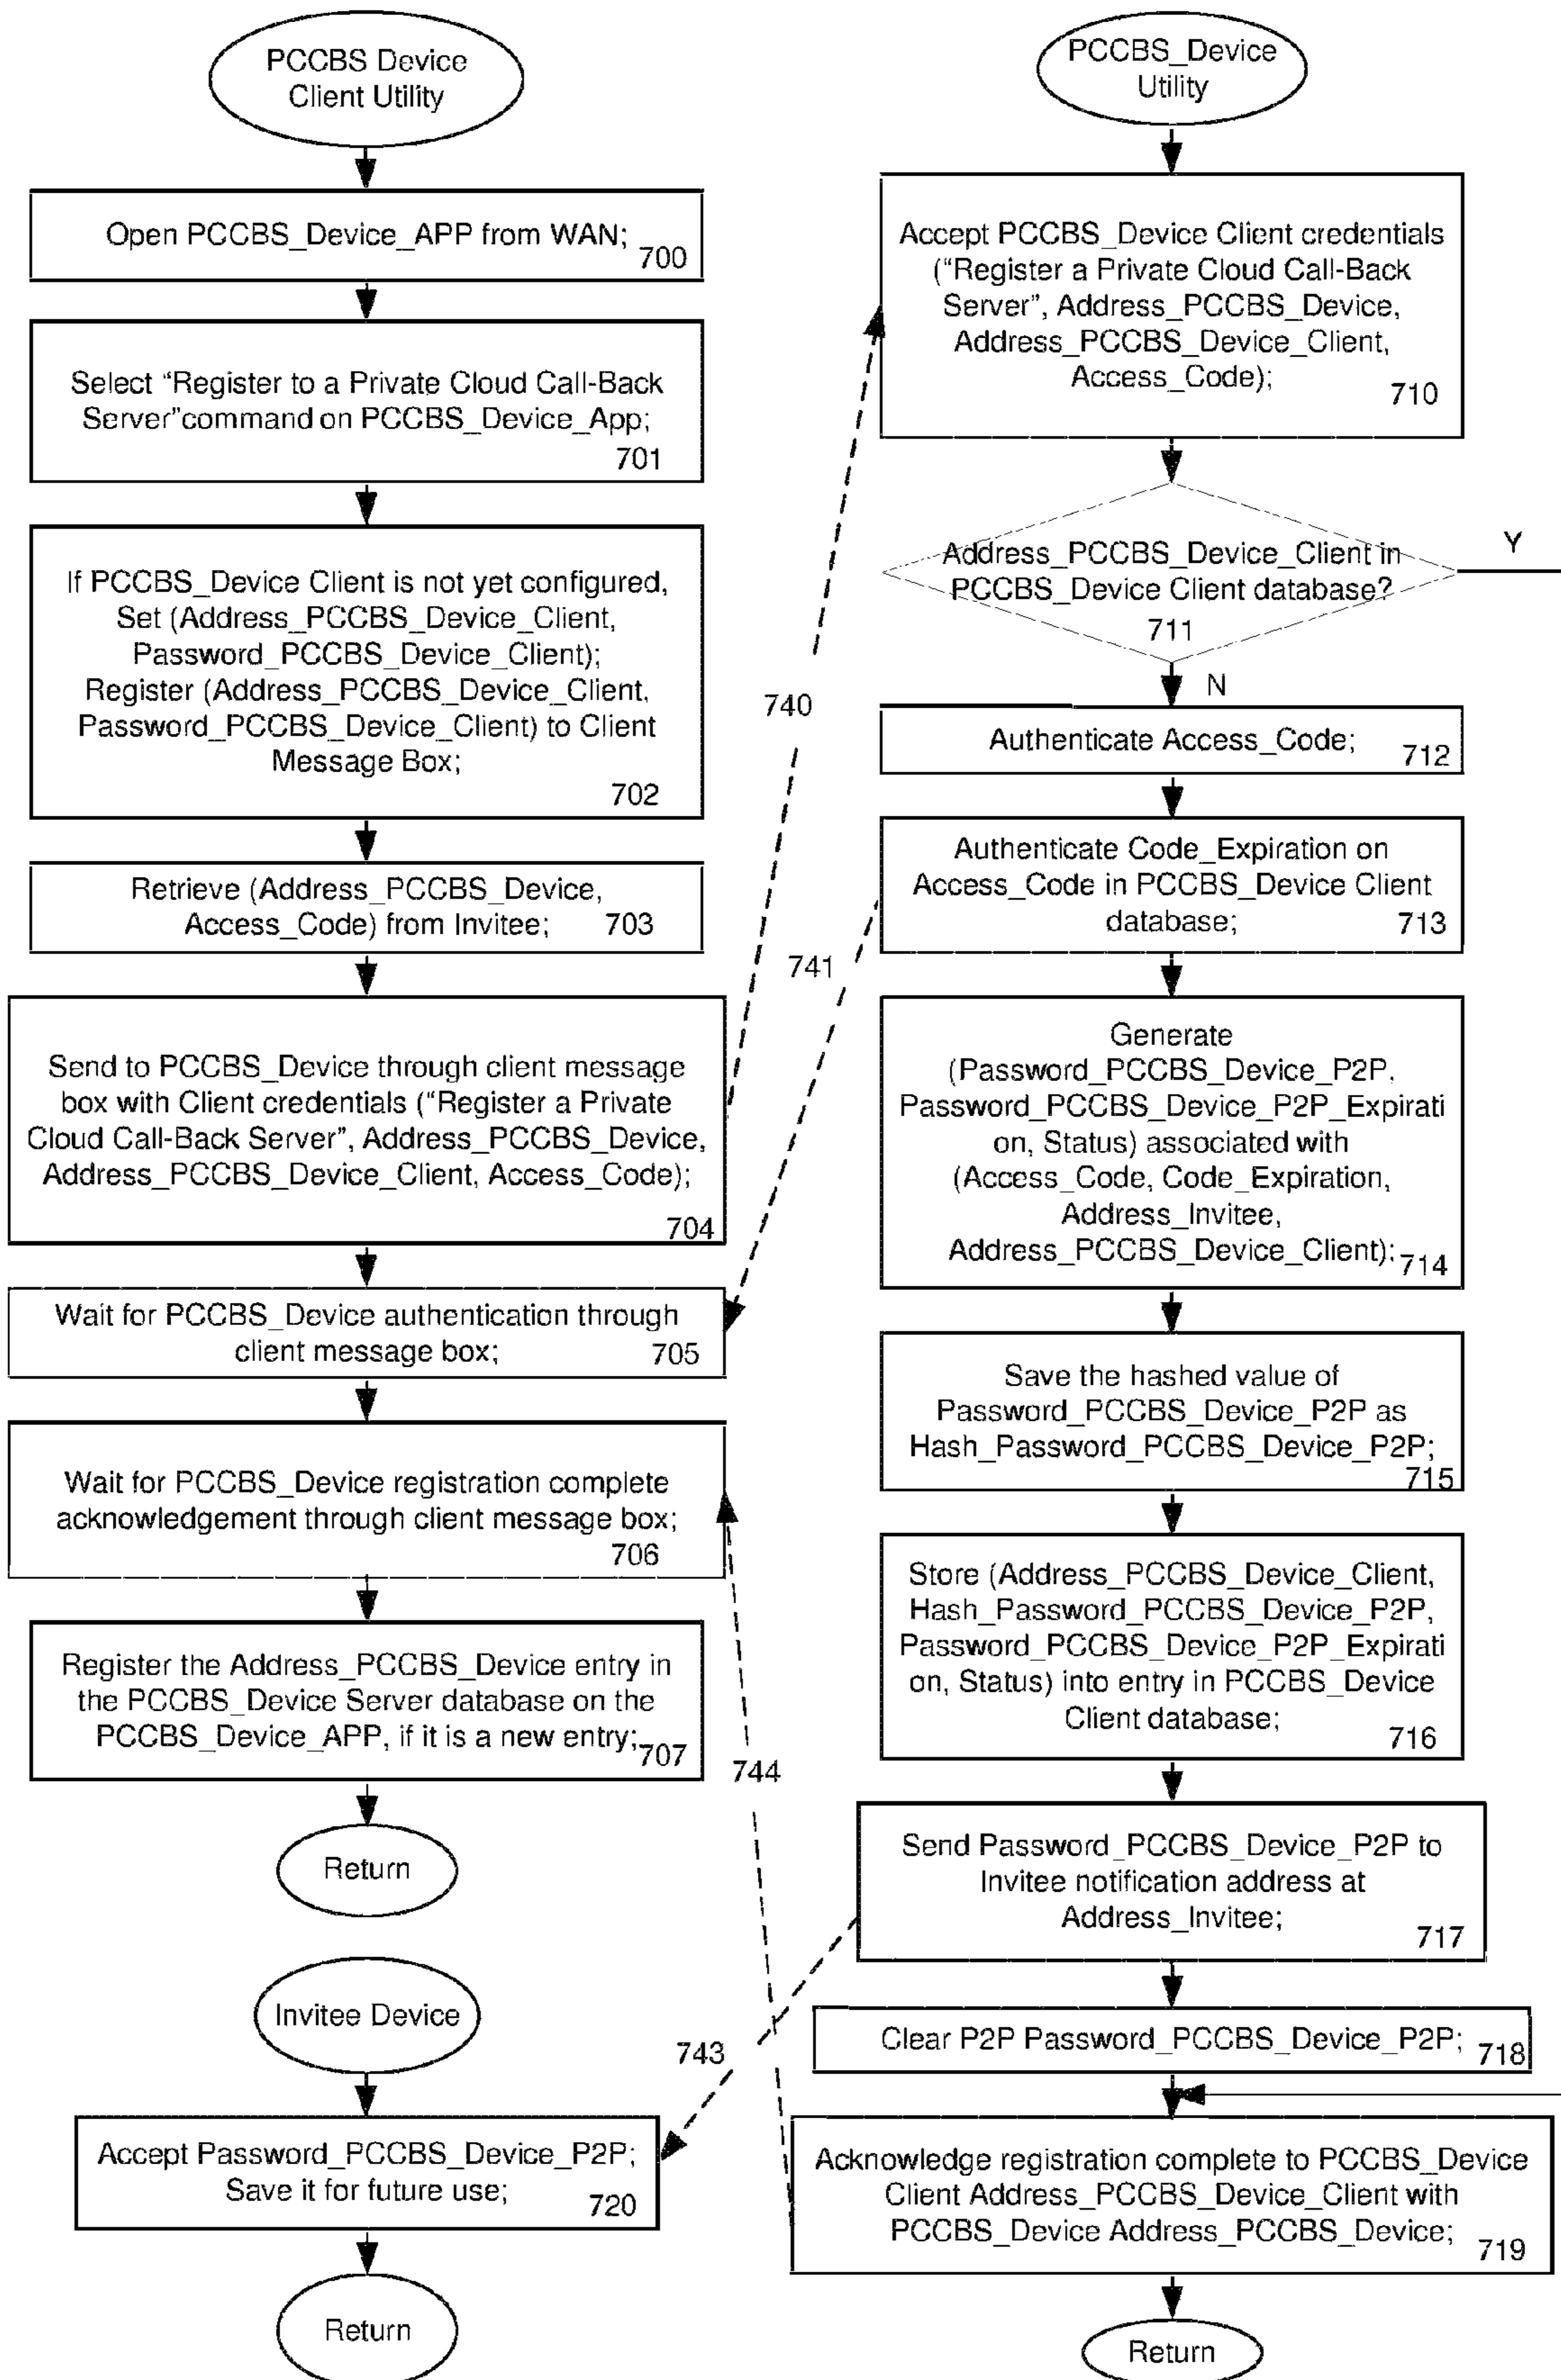 PCCBS Device
Client Utility
Open PCCBS_Device_APP from WAN;
700
Select “Register to a Private Cloud Call-Back
Server”command on PCCBS_Device_App;
701
If PCCBS_Device Client is not yet configured,
Set (Address_PCCBS_Device_Client,
Password_PCCBS_Device_Client);
Register (Address_PCCBS_Device_Client,
Password_PCCBS_Device_Client) to Client
Message Box;
702
Retrieve (Address_PCCBS_Device,
Access_Code) from Invitee;
703
Send to PCCBS_Device through client message
box with Client credentials (“Register a Private
Cloud Call-Back Server”, Address_PCCBS_Device,
Address_PCCBS_Device_Client, Access_Code);
704
Wait for PCCBS_Device authentication through
client message box;
705
Wait for PCCBS_Device registration complete
acknowledgement through client message box;
706
Register the Address_PCCBS_Device entry in
the PCCBS_Device Server database on the
PCCBS_Device_APP, if it is a new entry;
707
Return
Invitee Device
Accept Password_PCCBS_Device_P2P;
Save it for future use;
720
Return
740
741
744
743
PCCBS_Device
Utility
Accept PCCBS_Device Client credentials
(“Register a Private Cloud Call-Back
Server”, Address_PCCBS_Device,
Address_PCCBS_Device_Client,
Access_Code);
710
Address_PCCBS_Device_Client in
PCCBS_Device Client database?
711
Y
N
Authenticate Access_Code;
712
Authenticate Code_Expiration on
Access_Code in PCCBS_Device Client
database;
713
Generate
(Password_PCCBS_Device_P2P,
Password_PCCBS_Device_P2P_Expirati
on, Status) associated with
(Access_Code, Code_Expiration,
Address_Invitee,
Address_PCCBS_Device_Client);
714
Save the hashed value of
Password_PCCBS_Device_P2P as
Hash_Password_PCCBS_Device_P2P;
715
Store (Address_PCCBS_Device_Client,
Hash_Password_PCCBS_Device_P2P,
Password_PCCBS_Device_P2P_Expirati
on, Status) into entry in PCCBS_Device
Client database;
716
Send Password_PCCBS_Device_P2P to
Invitee notification address at
Address_Invitee;
717
Clear P2P Password_PCCBS_Device_P2P;
718
Acknowledge registration complete to PCCBS_Device
Client Address_PCCBS_Device_Client with
PCCBS_Device Address_PCCBS_Device;
719
Return